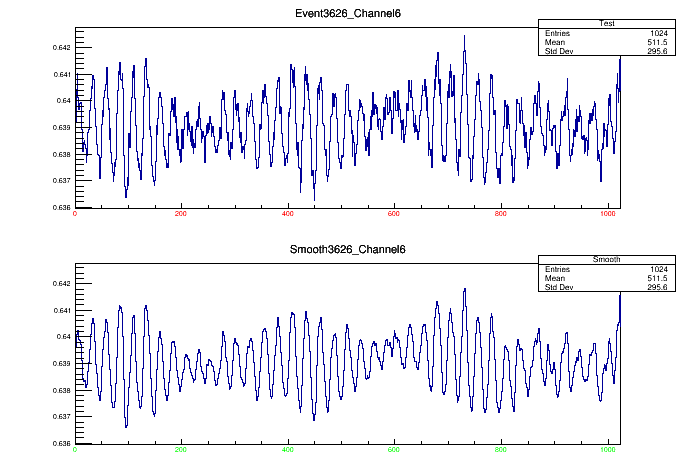 Event3626_Channel6
Test
Entries 1024
Mean 511.5
Std Dev 295.6
0.642
0.641
0.64
0.639
0.638
0.637
0.636
0 200 400 600 800 1000
Smooth3626_Channel6
Smooth
Entries 1024
Mean 511.5
Std Dev 295.6
0.642
0.641
0.64
0.639
0.638
0.637
0.636
0 200 400 600 800 1000